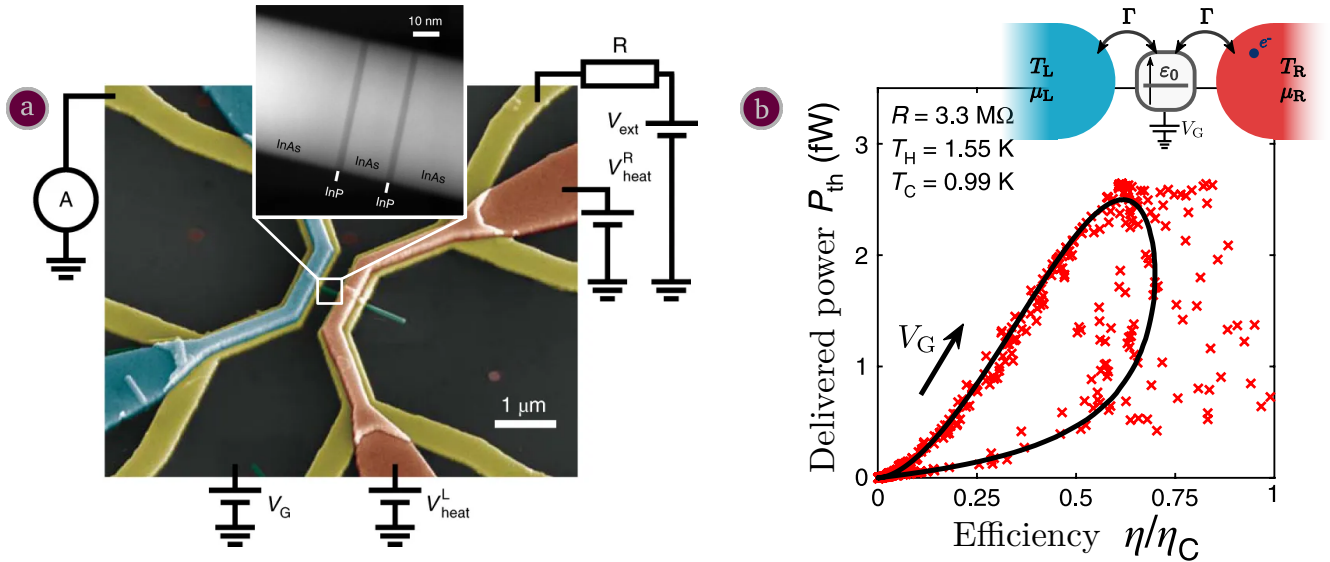 a
A
10 nm
InAs
InAs
InAs
InP
InP
R
V_ext
V^R_heat
1 μm
V_G
V^L_heat
b
Γ
Γ
T_L
μ_L
ε_0
e^-
T_R
μ_R
V_G
R = 3.3 MΩ
T_H = 1.55 K
T_C = 0.99 K
V_G
Delivered power P_th (fW)
3
2
1
0
0
0.25
0.5
0.75
1
Efficiency η/η_C